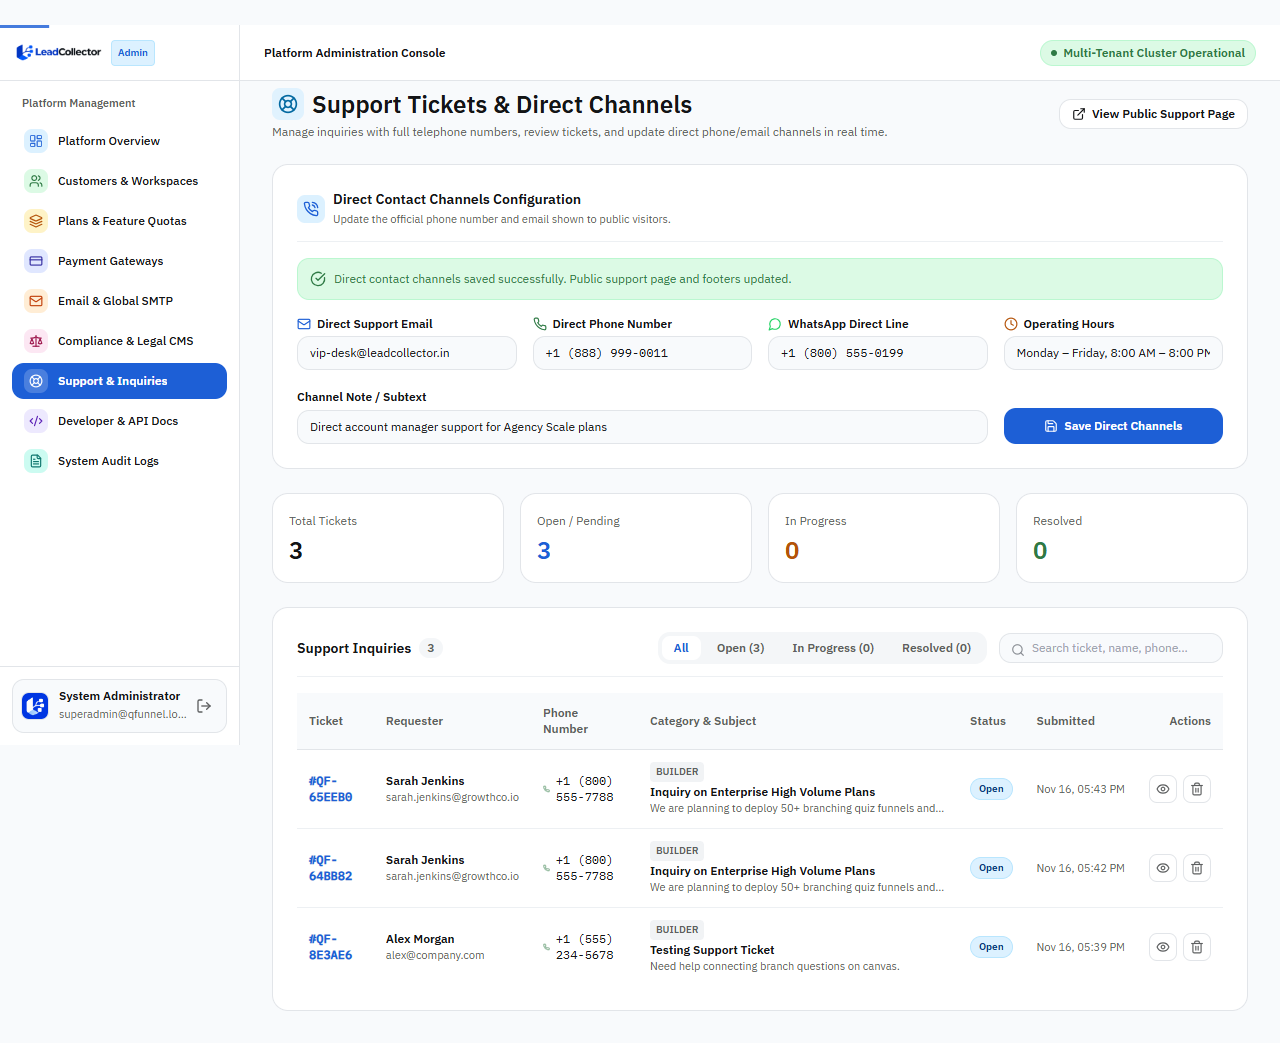 LeadCollector
Admin
Platform Administration Console
Multi-Tenant Cluster Operational
Platform Management
Platform Overview
Customers & Workspaces
Plans & Feature Quotas
Payment Gateways
Email & Global SMTP
Compliance & Legal CMS
Support & Inquiries
Developer & API Docs
System Audit Logs
System Administrator
superadmin@qfunnel.lo...
Support Tickets & Direct Channels
Manage inquiries with full telephone numbers, review tickets, and update direct phone/email channels in real time.
View Public Support Page
Direct Contact Channels Configuration
Update the official phone number and email shown to public visitors.
Direct contact channels saved successfully. Public support page and footers updated.
Direct Support Email
Direct Phone Number
WhatsApp Direct Line
Operating Hours
vip-desk@leadcollector.in
+1 (888) 999-0011
+1 (800) 555-0199
Monday – Friday, 8:00 AM – 8:00 PM
Channel Note / Subtext
Direct account manager support for Agency Scale plans
Save Direct Channels
Total Tickets
3
Open / Pending
3
In Progress
0
Resolved
0
Support Inquiries 3
All
Open (3)
In Progress (0)
Resolved (0)
Search ticket, name, phone...
Ticket
Requester
Phone
Number
Category & Subject
Status
Submitted
Actions
#QF-
65EEB0
Sarah Jenkins
sarah.jenkins@growthco.io
+1 (800)
555-7788
BUILDER
Inquiry on Enterprise High Volume Plans
We are planning to deploy 50+ branching quiz funnels and...
Open
Nov 16, 05:43 PM
#QF-
64BB82
Sarah Jenkins
sarah.jenkins@growthco.io
+1 (800)
555-7788
BUILDER
Inquiry on Enterprise High Volume Plans
We are planning to deploy 50+ branching quiz funnels and...
Open
Nov 16, 05:42 PM
#QF-
8E3AE6
Alex Morgan
alex@company.com
+1 (555)
234-5678
BUILDER
Testing Support Ticket
Need help connecting branch questions on canvas.
Open
Nov 16, 05:39 PM